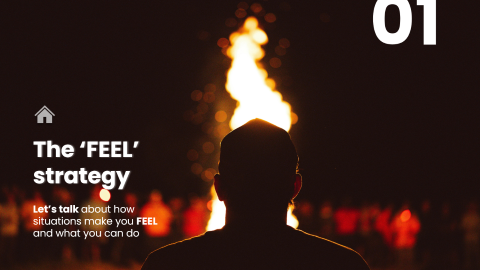 01
The ‘FEEL’
strategy
Let’s talk about how
situations make you FEEL
and what you can do